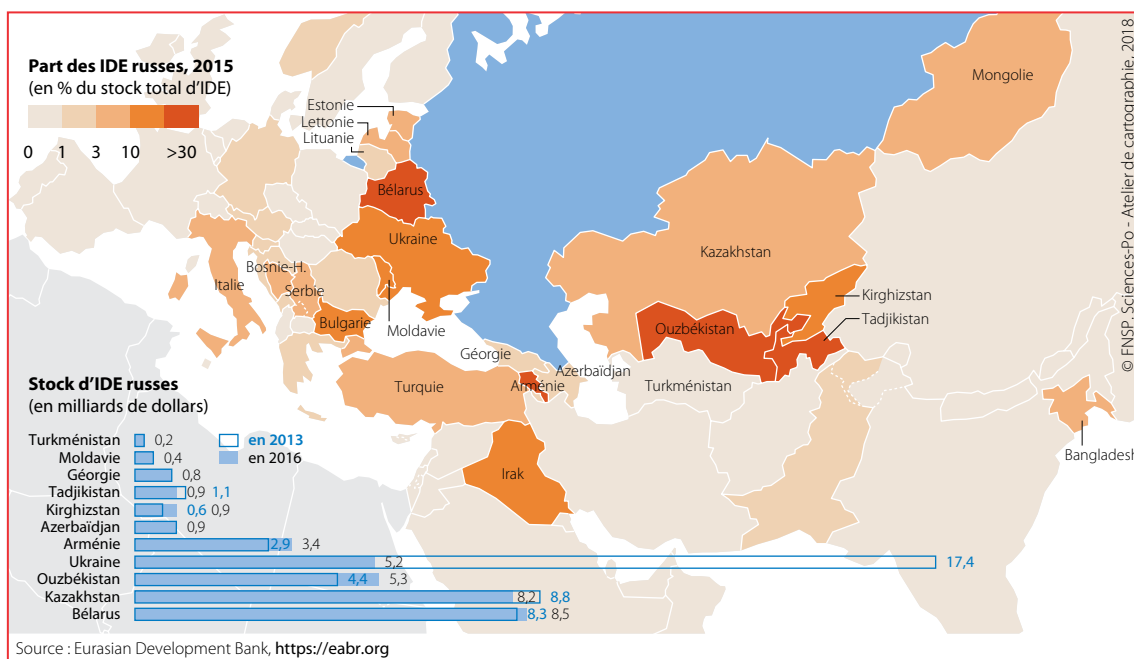 Part des IDE russes, 2015
(en % du stock total d'IDE)
0 1 3 10 >30
Estonie
Lettonie
Lituanie
Bélarus
Ukraine
Mongolie
Kazakhstan
Kirghizstan
Tadjikistan
Ouzbékistan
Bosnie-H.
Italie
Serbie
Bulgarie
Moldavie
Géorgie
Azerbaïdjan
Arménie
Turquie
Turkménistan
Irak
Bangladesh
Stock d'IDE russes
(en milliards de dollars)
en 2013
en 2016
Turkménistan 0,2
Moldavie 0,4
Géorgie 0,8
Tadjikistan 0,9 1,1
Kirghizstan 0,6 0,9
Azerbaïdjan 0,9
Arménie 2,9 3,4
Ukraine 5,2 17,4
Ouzbékistan 4,4 5,3
Kazakhstan 8,2 8,8
Bélarus 8,3 8,5
Source : Eurasian Development Bank, https://eabr.org
© FNSP. Sciences-Po - Atelier de cartographie, 2018